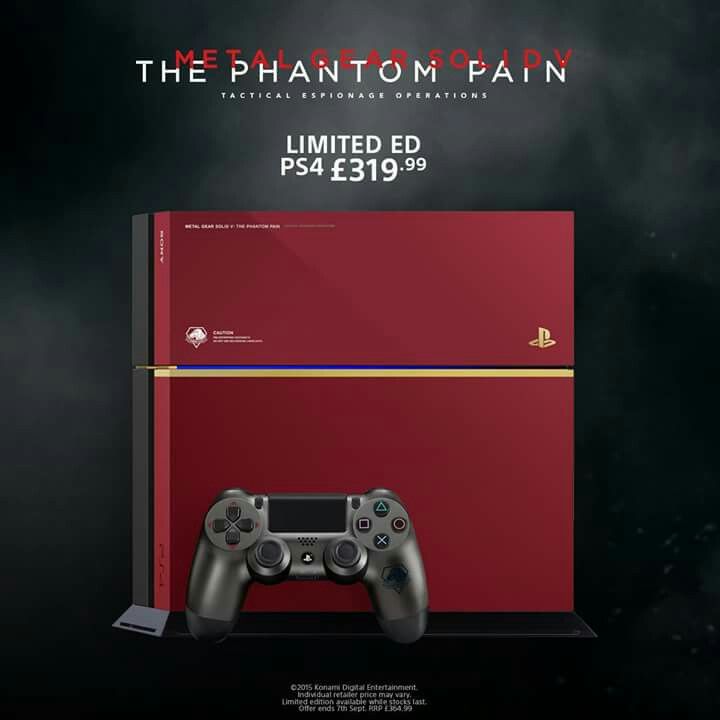 METAL GEAR SOLID V
THE PHANTOM PAIN
TACTICAL ESPIONAGE OPERATIONS
LIMITED ED
PS4 £319.99
SONY
METAL GEAR SOLID V: THE PHANTOM PAIN
CAUTION
PS4
©2015 Konami Digital Entertainment.
Individual retailer price may vary.
Limited edition available while stocks last.
Offer ends 7th Sept. RRP £364.99